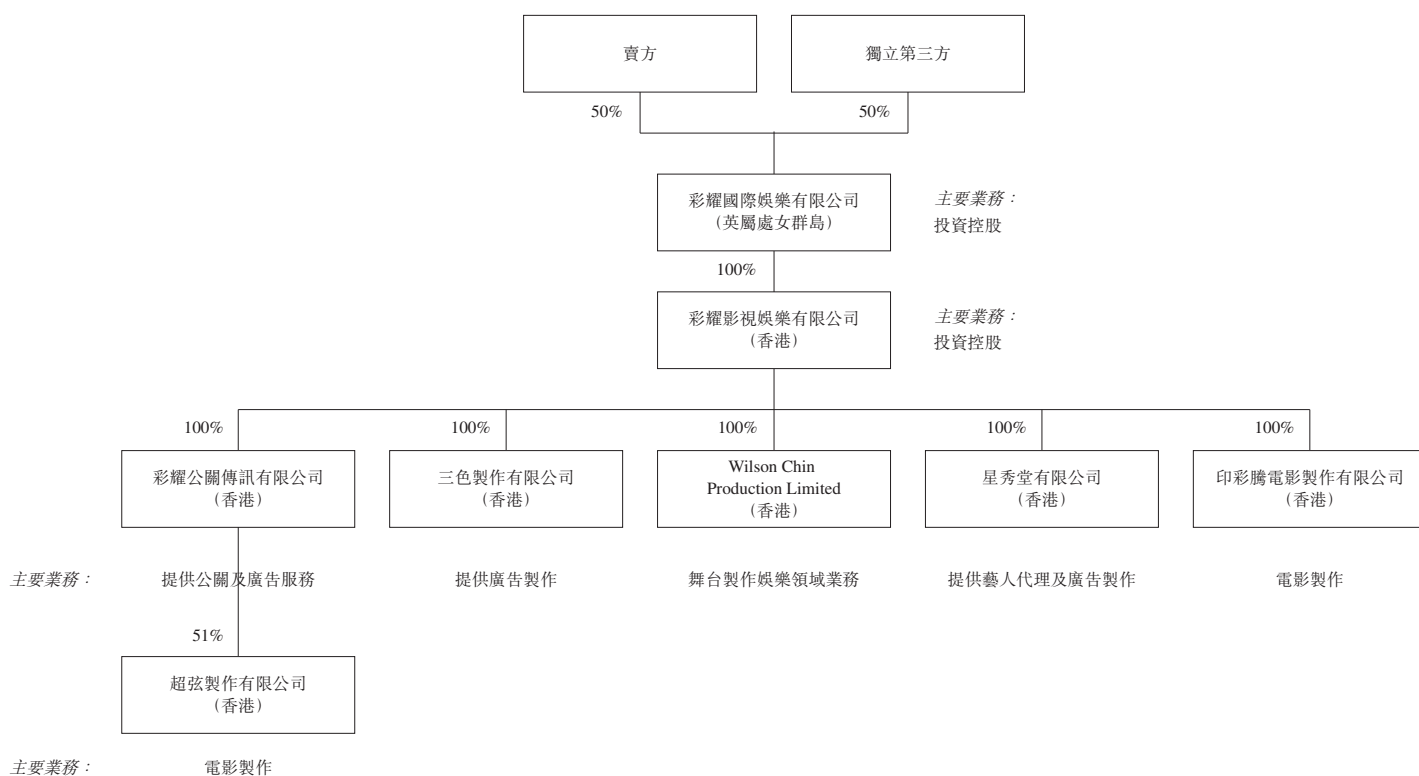 賣方
獨立第三方
50%
50%
彩耀國際娛樂有限公司
(英屬處女群島)
主要業務：
投資控股
100%
彩耀影視娛樂有限公司
(香港)
主要業務：
投資控股
100%
100%
100%
100%
100%
彩耀公關傳訊有限公司
(香港)
三色製作有限公司
(香港)
Wilson Chin
Production Limited
(香港)
星秀堂有限公司
(香港)
印彩騰電影製作有限公司
(香港)
主要業務：
提供公關及廣告服務
提供廣告製作
舞台製作娛樂領域業務
提供藝人代理及廣告製作
電影製作
51%
超弦製作有限公司
(香港)
主要業務：
電影製作